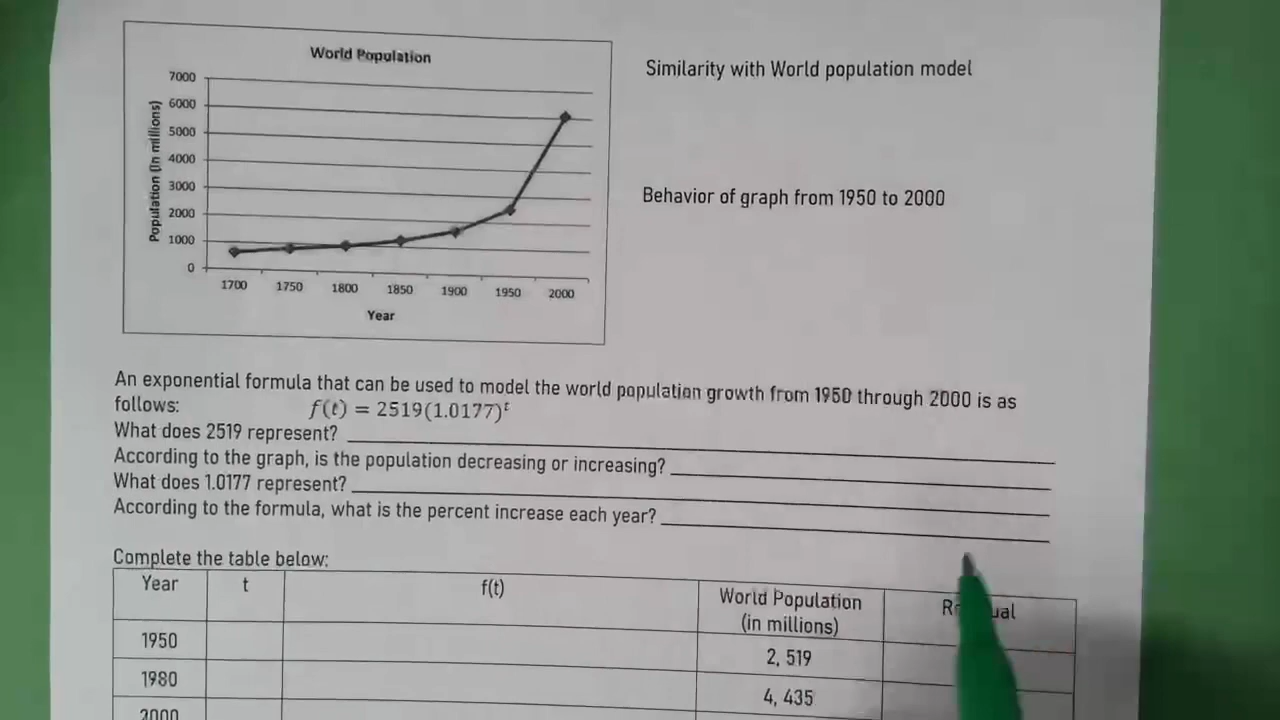 World Population
Similarity with World population model
7000
6000
5000
4000
3000
2000
1000
0
Population (In millions)
1700 1750 1800 1850 1900 1950 2000
Year
Behavior of graph from 1950 to 2000
An exponential formula that can be used to model the world population growth from 1950 through 2000 is as
follows: f(t) = 2519(1.0177)ᵗ
What does 2519 represent?
According to the graph, is the population decreasing or increasing?
What does 1.0177 represent?
According to the formula, what is the percent increase each year?
Complete the table below:
Year t f(t) World Population
(in millions)
1950 2, 519
1980 4, 435
2000